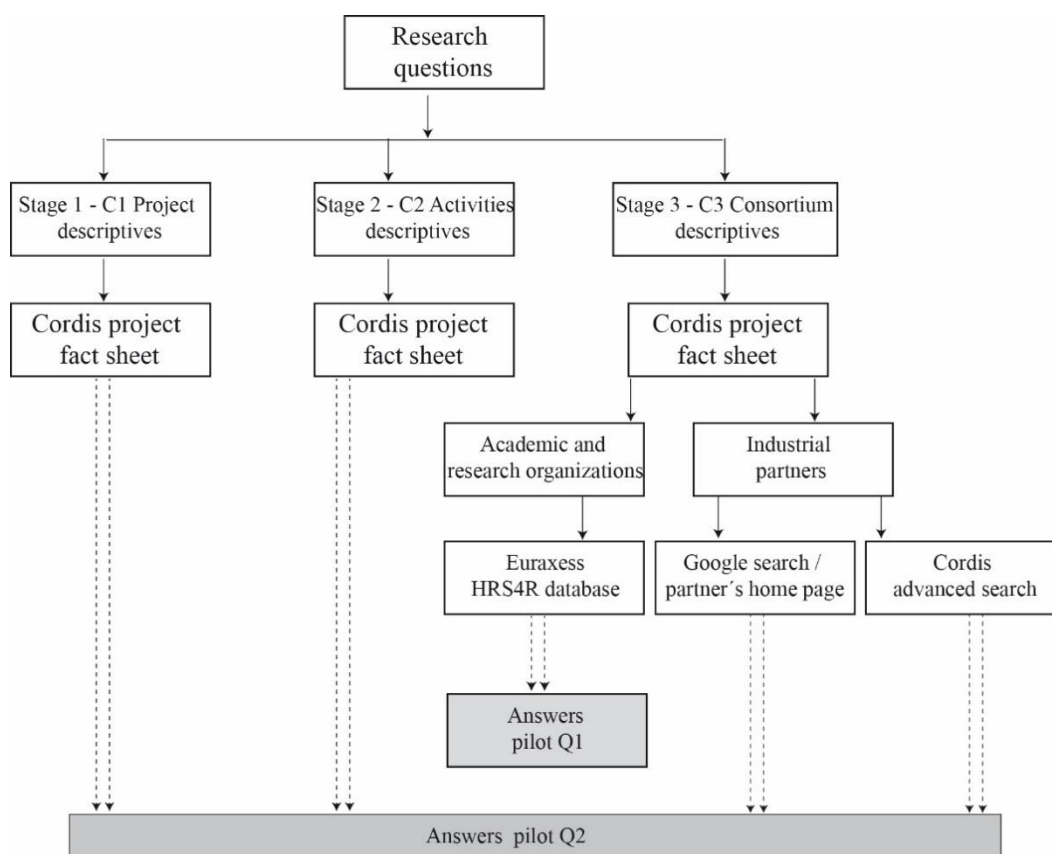 Research
questions
Stage 1 - C1 Project
descriptives
Stage 2 - C2 Activities
descriptives
Stage 3 - C3 Consortium
descriptives
Cordis project
fact sheet
Cordis project
fact sheet
Cordis project
fact sheet
Academic and
research organizations
Industrial
partners
Euraxess
HRS4R database
Google search /
partner´s home page
Cordis
advanced search
Answers
pilot Q1
Answers pilot Q2